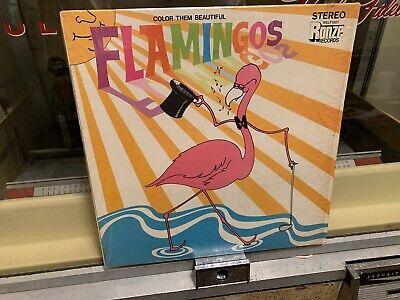 COLOR THEM BEAUTIFUL
FLAMINGOS
STEREO
Ronze
RECORDS